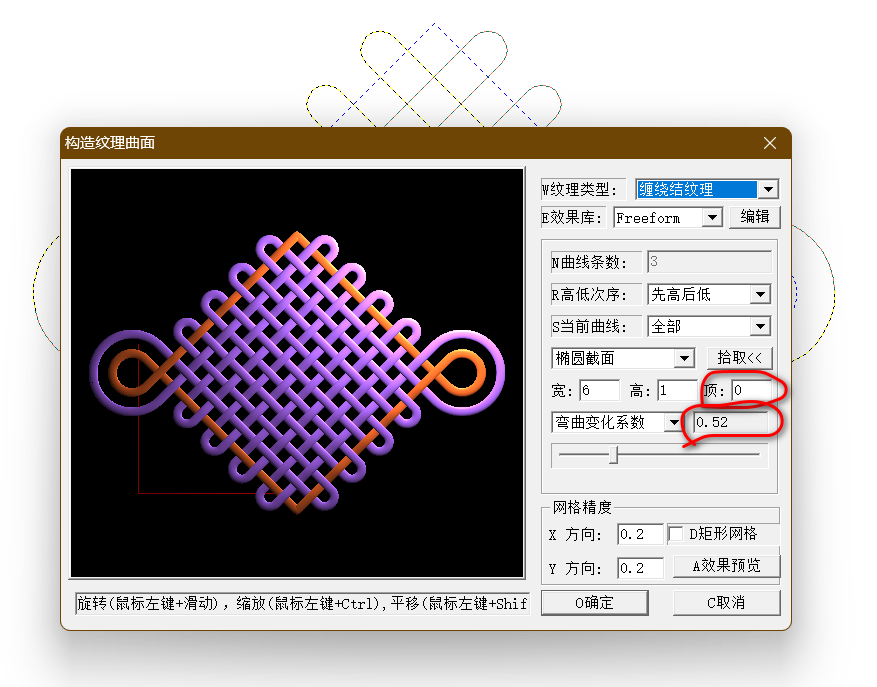 构造纹理曲面
W纹理类型: 缠绕结纹理
E效果库: Freeform 编辑
N曲线条数: 3
R高低次序: 先高后低
S当前曲线: 全部
椭圆截面 拾取<<
宽: 6 高: 1 顶: 0
弯曲变化系数 0.52
网格精度
X 方向: 0.2 D矩形网格
Y 方向: 0.2 A效果预览
旋转(鼠标左键+滑动), 缩放(鼠标左键+Ctrl),平移(鼠标左键+Shif
O确定 C取消